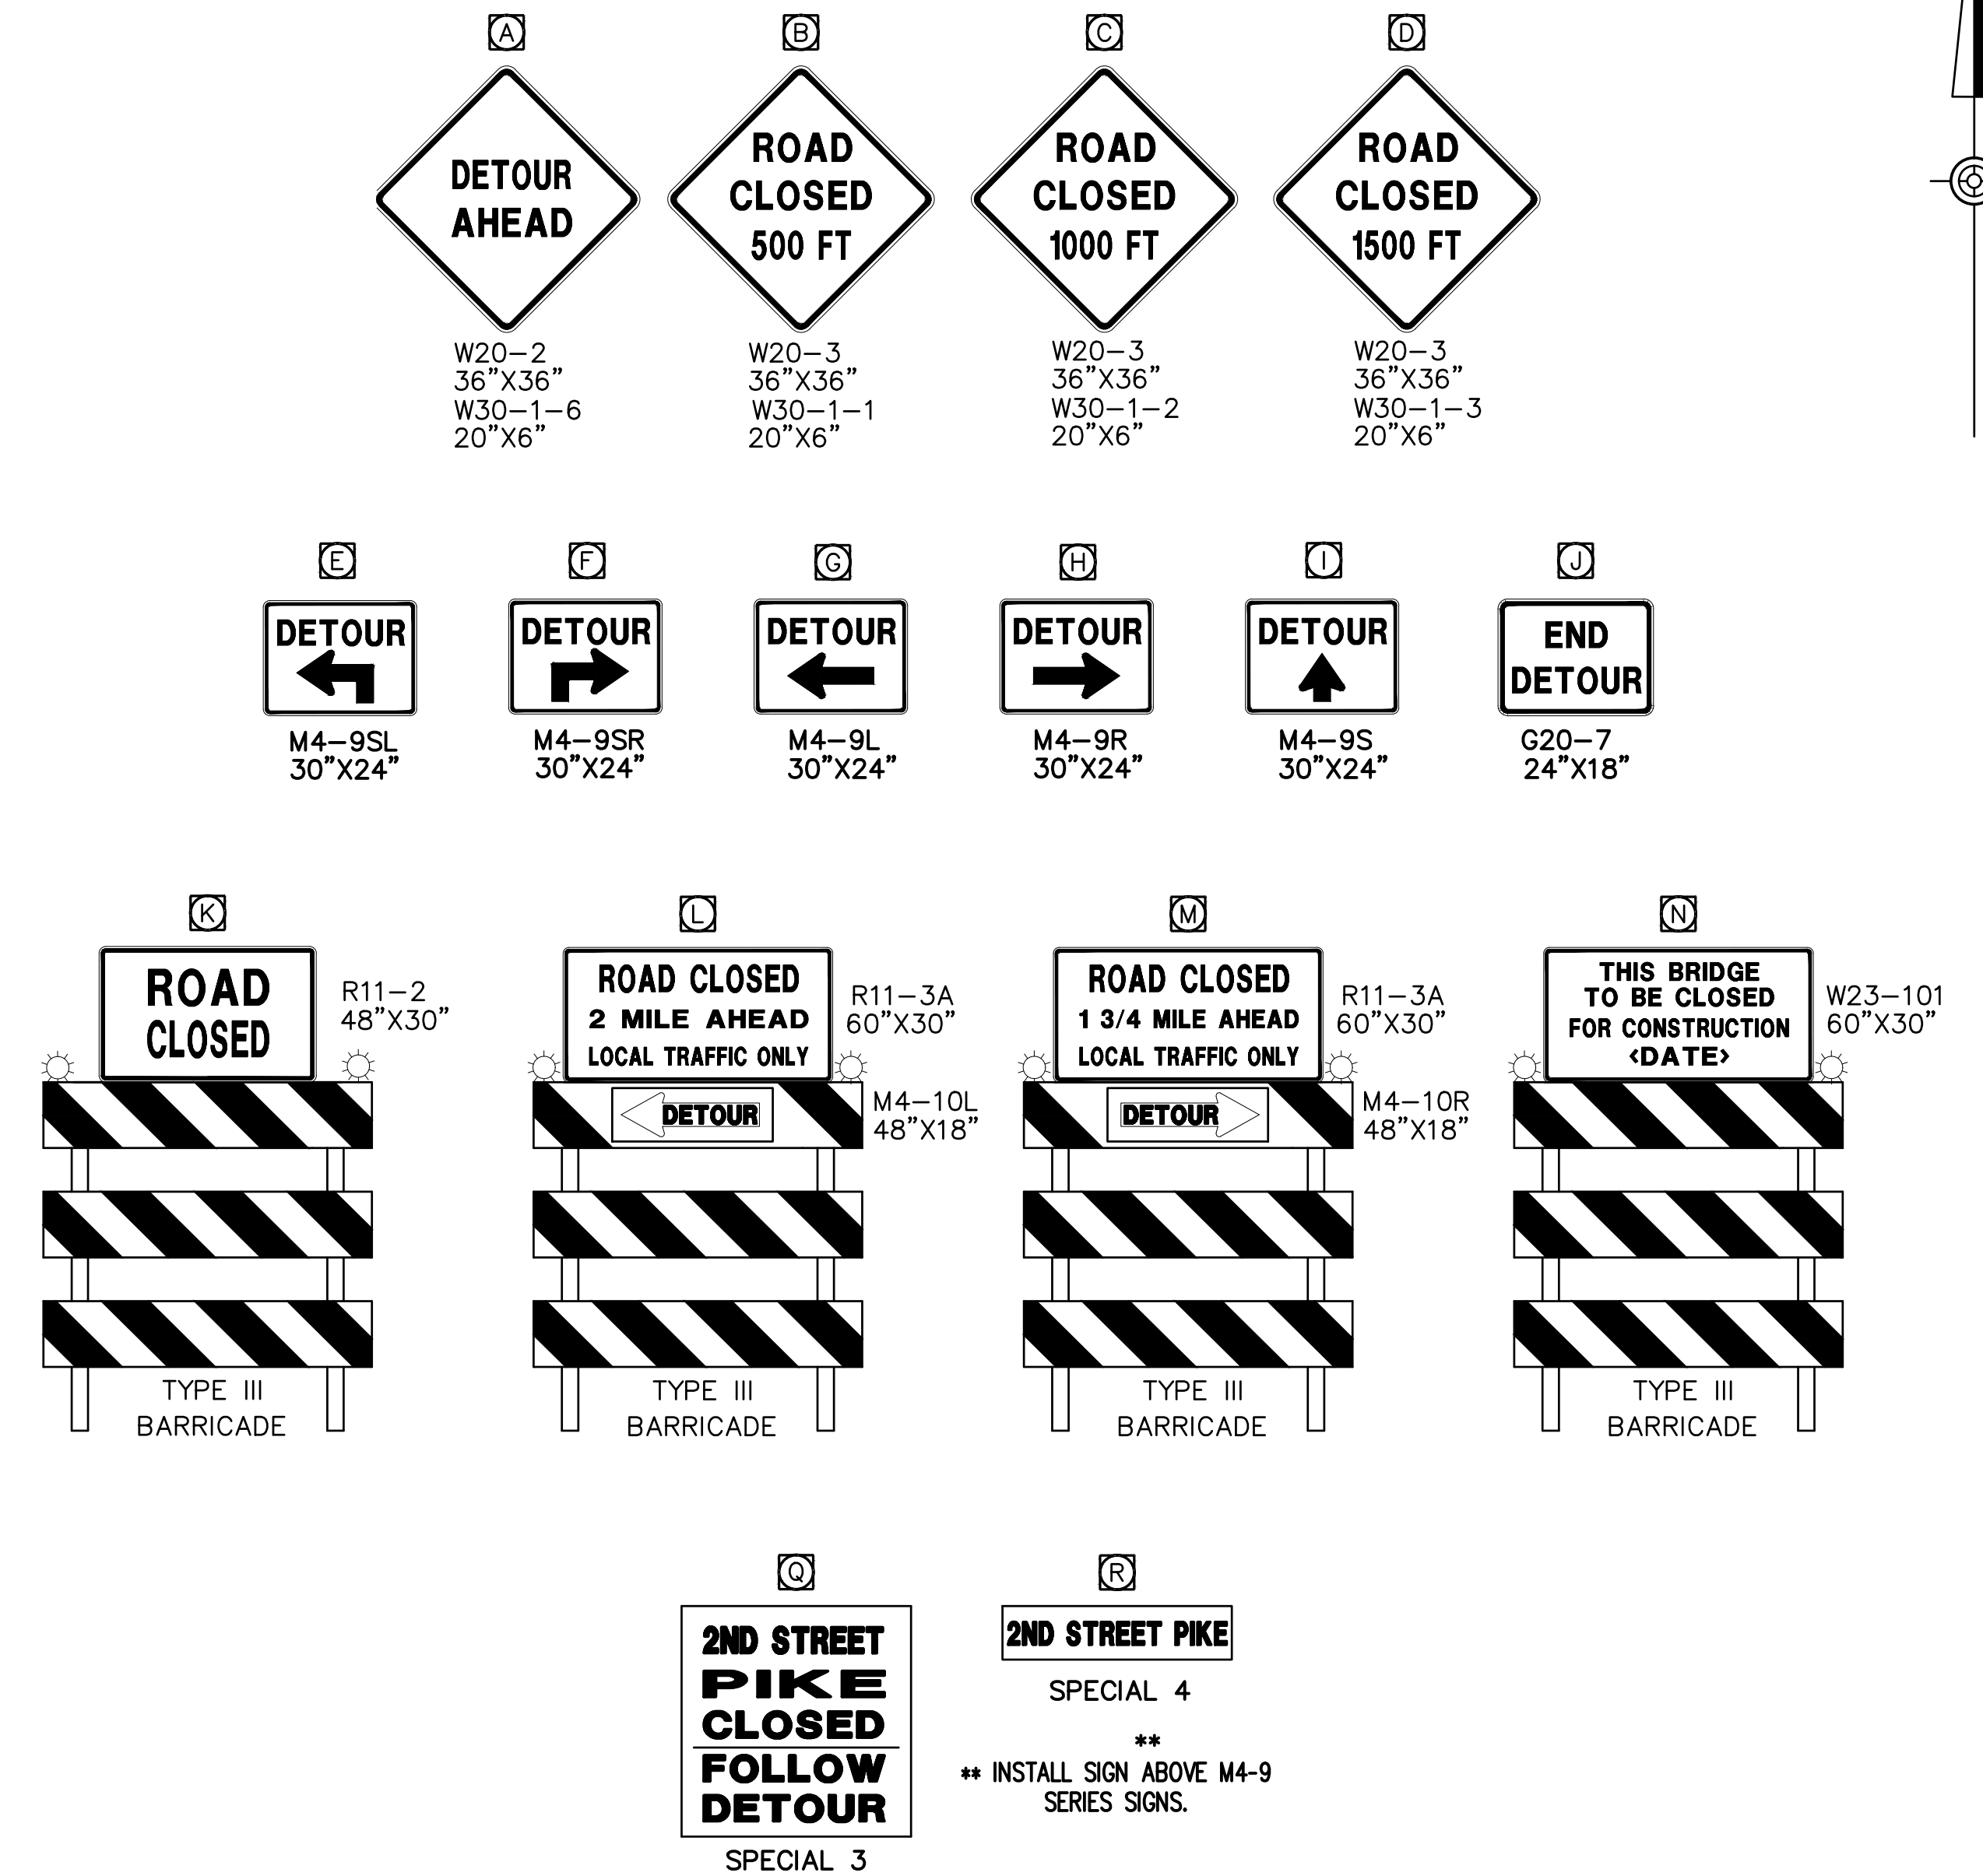 A
B
C
D
DETOUR
AHEAD
ROAD
CLOSED
500 FT
ROAD
CLOSED
1000 FT
ROAD
CLOSED
1500 FT
W20-2
36"X36"
W30-1-6
20"X6"
W20-3
36"X36"
W30-1-1
20"X6"
W20-3
36"X36"
W30-1-2
20"X6"
W20-3
36"X36"
W30-1-3
20"X6"
E
F
G
H
I
J
DETOUR
DETOUR
DETOUR
DETOUR
DETOUR
END
DETOUR
M4-9SL
30"X24"
M4-9SR
30"X24"
M4-9L
30"X24"
M4-9R
30"X24"
M4-9S
30"X24"
G20-7
24"X18"
K
L
M
N
ROAD
CLOSED
R11-2
48"X30"
TYPE III
BARRICADE
ROAD CLOSED
2 MILE AHEAD
LOCAL TRAFFIC ONLY
R11-3A
60"X30"
DETOUR
M4-10L
48"X18"
TYPE III
BARRICADE
ROAD CLOSED
1 3/4 MILE AHEAD
LOCAL TRAFFIC ONLY
R11-3A
60"X30"
DETOUR
M4-10R
48"X18"
TYPE III
BARRICADE
THIS BRIDGE
TO BE CLOSED
FOR CONSTRUCTION
<DATE>
W23-101
60"X30"
TYPE III
BARRICADE
Q
R
2ND STREET
PIKE
CLOSED
FOLLOW
DETOUR
SPECIAL 3
2ND STREET PIKE
SPECIAL 4
**
** INSTALL SIGN ABOVE M4-9
SERIES SIGNS.